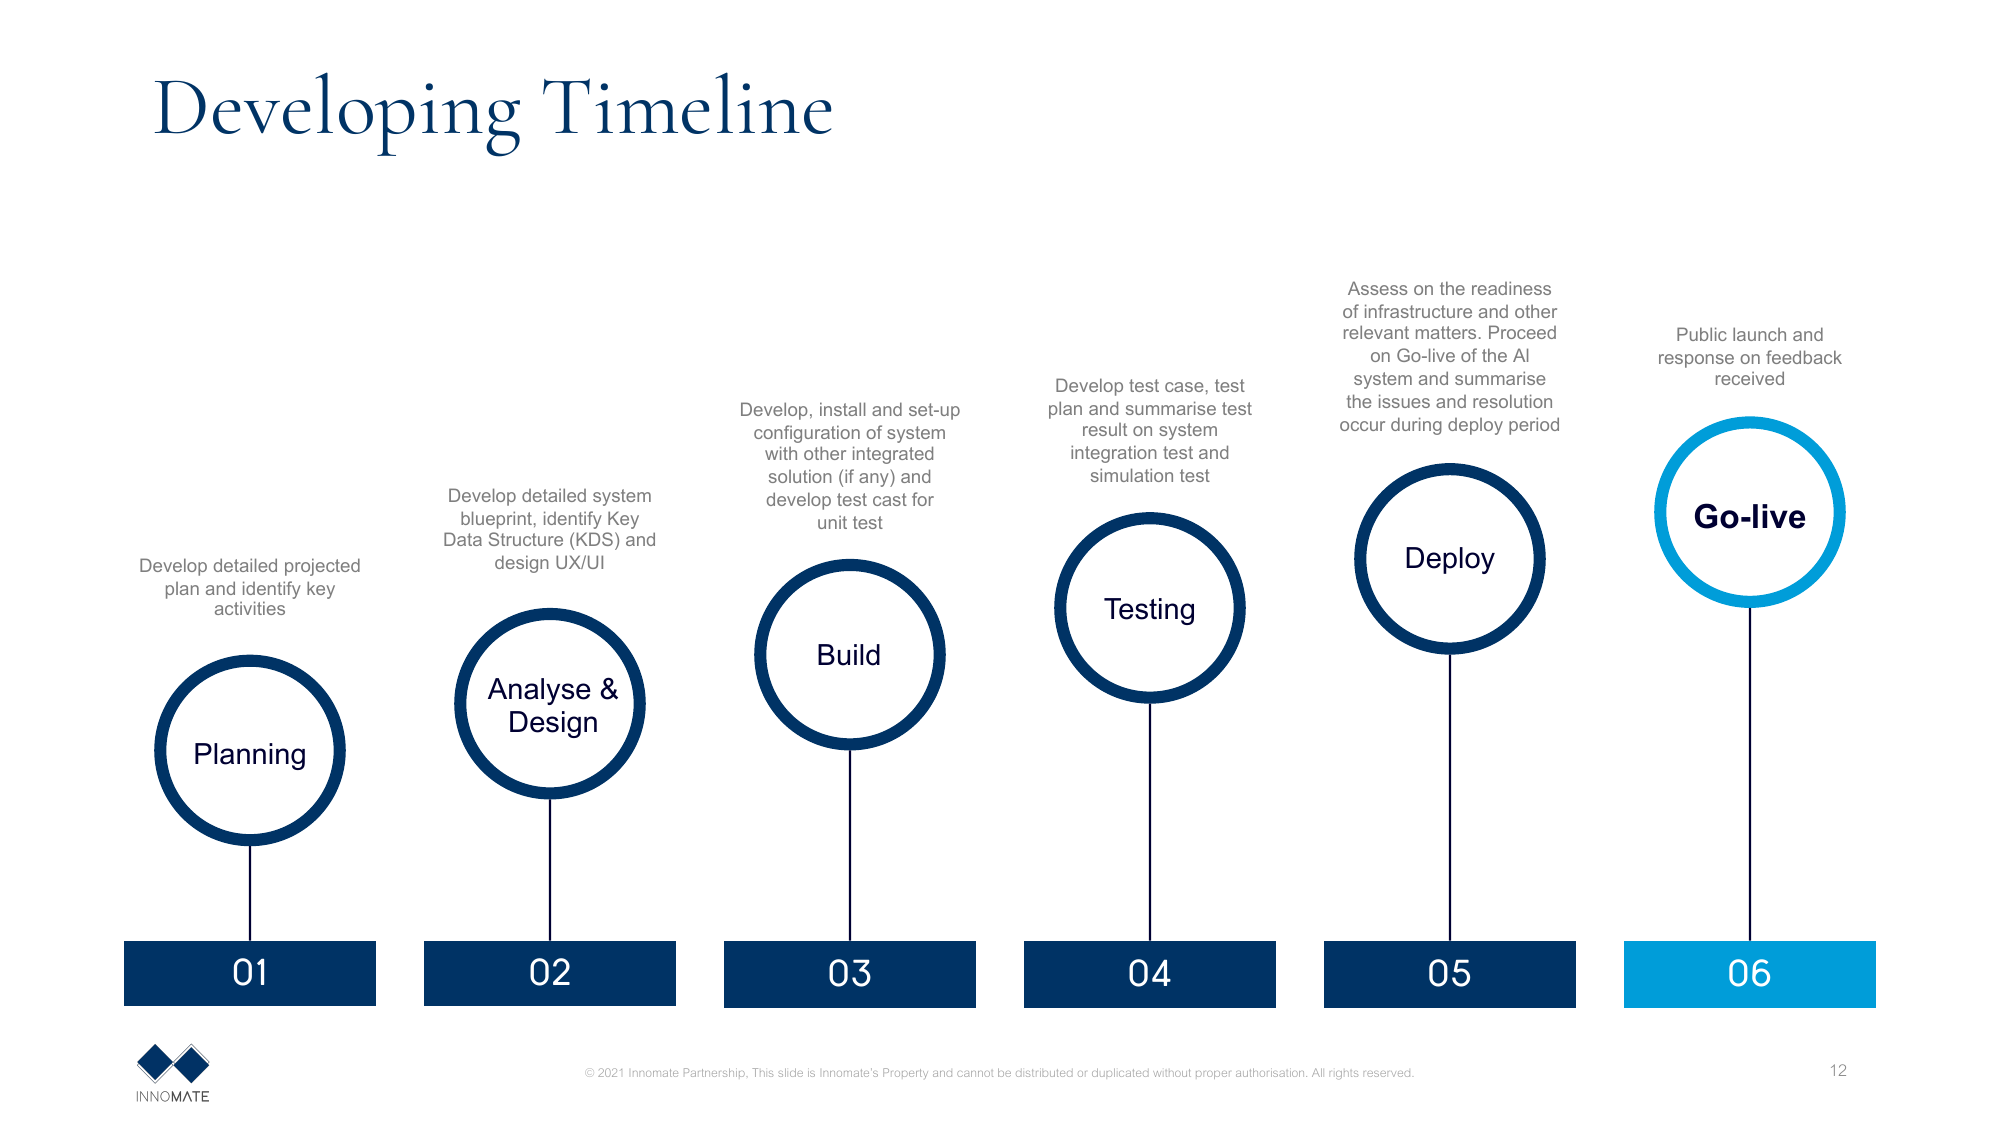 Developing Timeline
Develop detailed projected
plan and identify key
activities
Planning
01
Develop detailed system
blueprint, identify Key
Data Structure (KDS) and
design UX/UI
Analyse &
Design
02
Develop, install and set-up
configuration of system
with other integrated
solution (if any) and
develop test cast for
unit test
Build
03
Develop test case, test
plan and summarise test
result on system
integration test and
simulation test
Testing
04
Assess on the readiness
of infrastructure and other
relevant matters. Proceed
on Go-live of the AI
system and summarise
the issues and resolution
occur during deploy period
Deploy
05
Public launch and
response on feedback
received
Go-live
06
INNOMATE
© 2021 Innomate Partnership, This slide is Innomate's Property and cannot be distributed or duplicated without proper authorisation. All rights reserved.
12